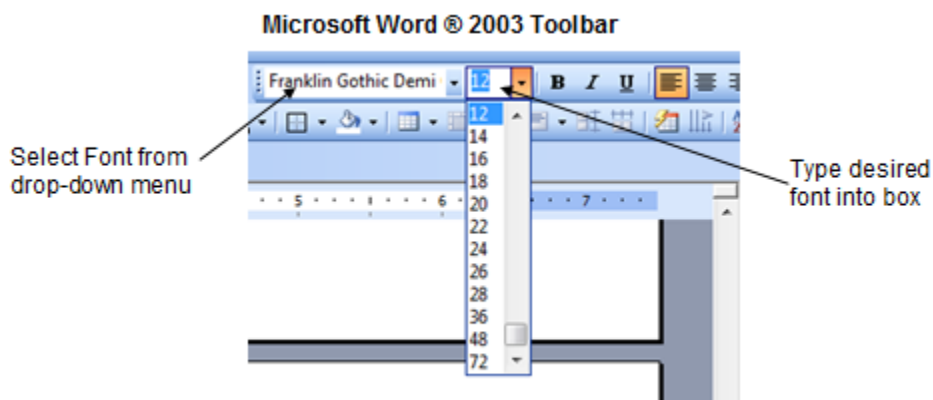 Microsoft Word ® 2003 Toolbar
Franklin Gothic Demi 12 B I U
12
14
16
18
20
22
24
26
28
36
48
72
Select Font from
drop-down menu
Type desired
font into box
5 6 7